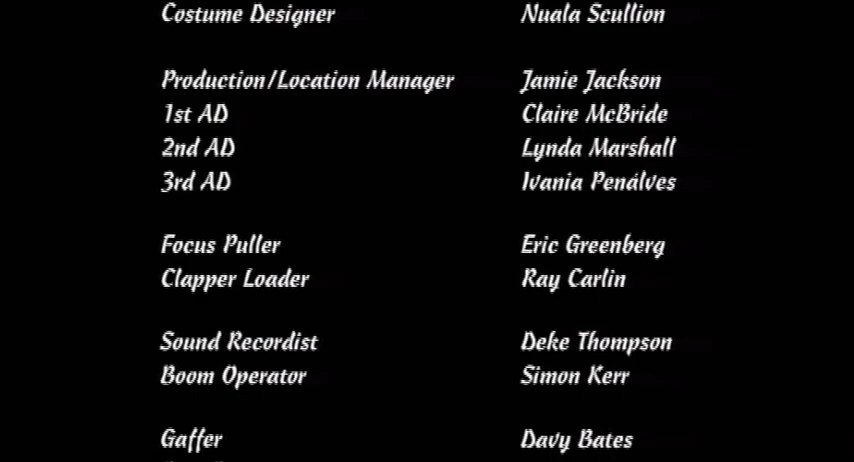 Costume Designer Nuala Scullion
Production/Location Manager Jamie Jackson
1st AD Claire McBride
2nd AD Lynda Marshall
3rd AD Ivania Penálves
Focus Puller Eric Greenberg
Clapper Loader Ray Carlin
Sound Recordist Deke Thompson
Boom Operator Simon Kerr
Gaffer Davy Bates